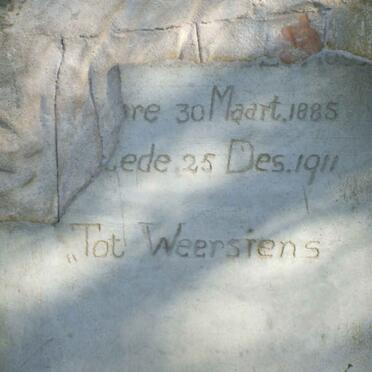 30 Maart.1885
25 Des.1911
„Tot Weersiens